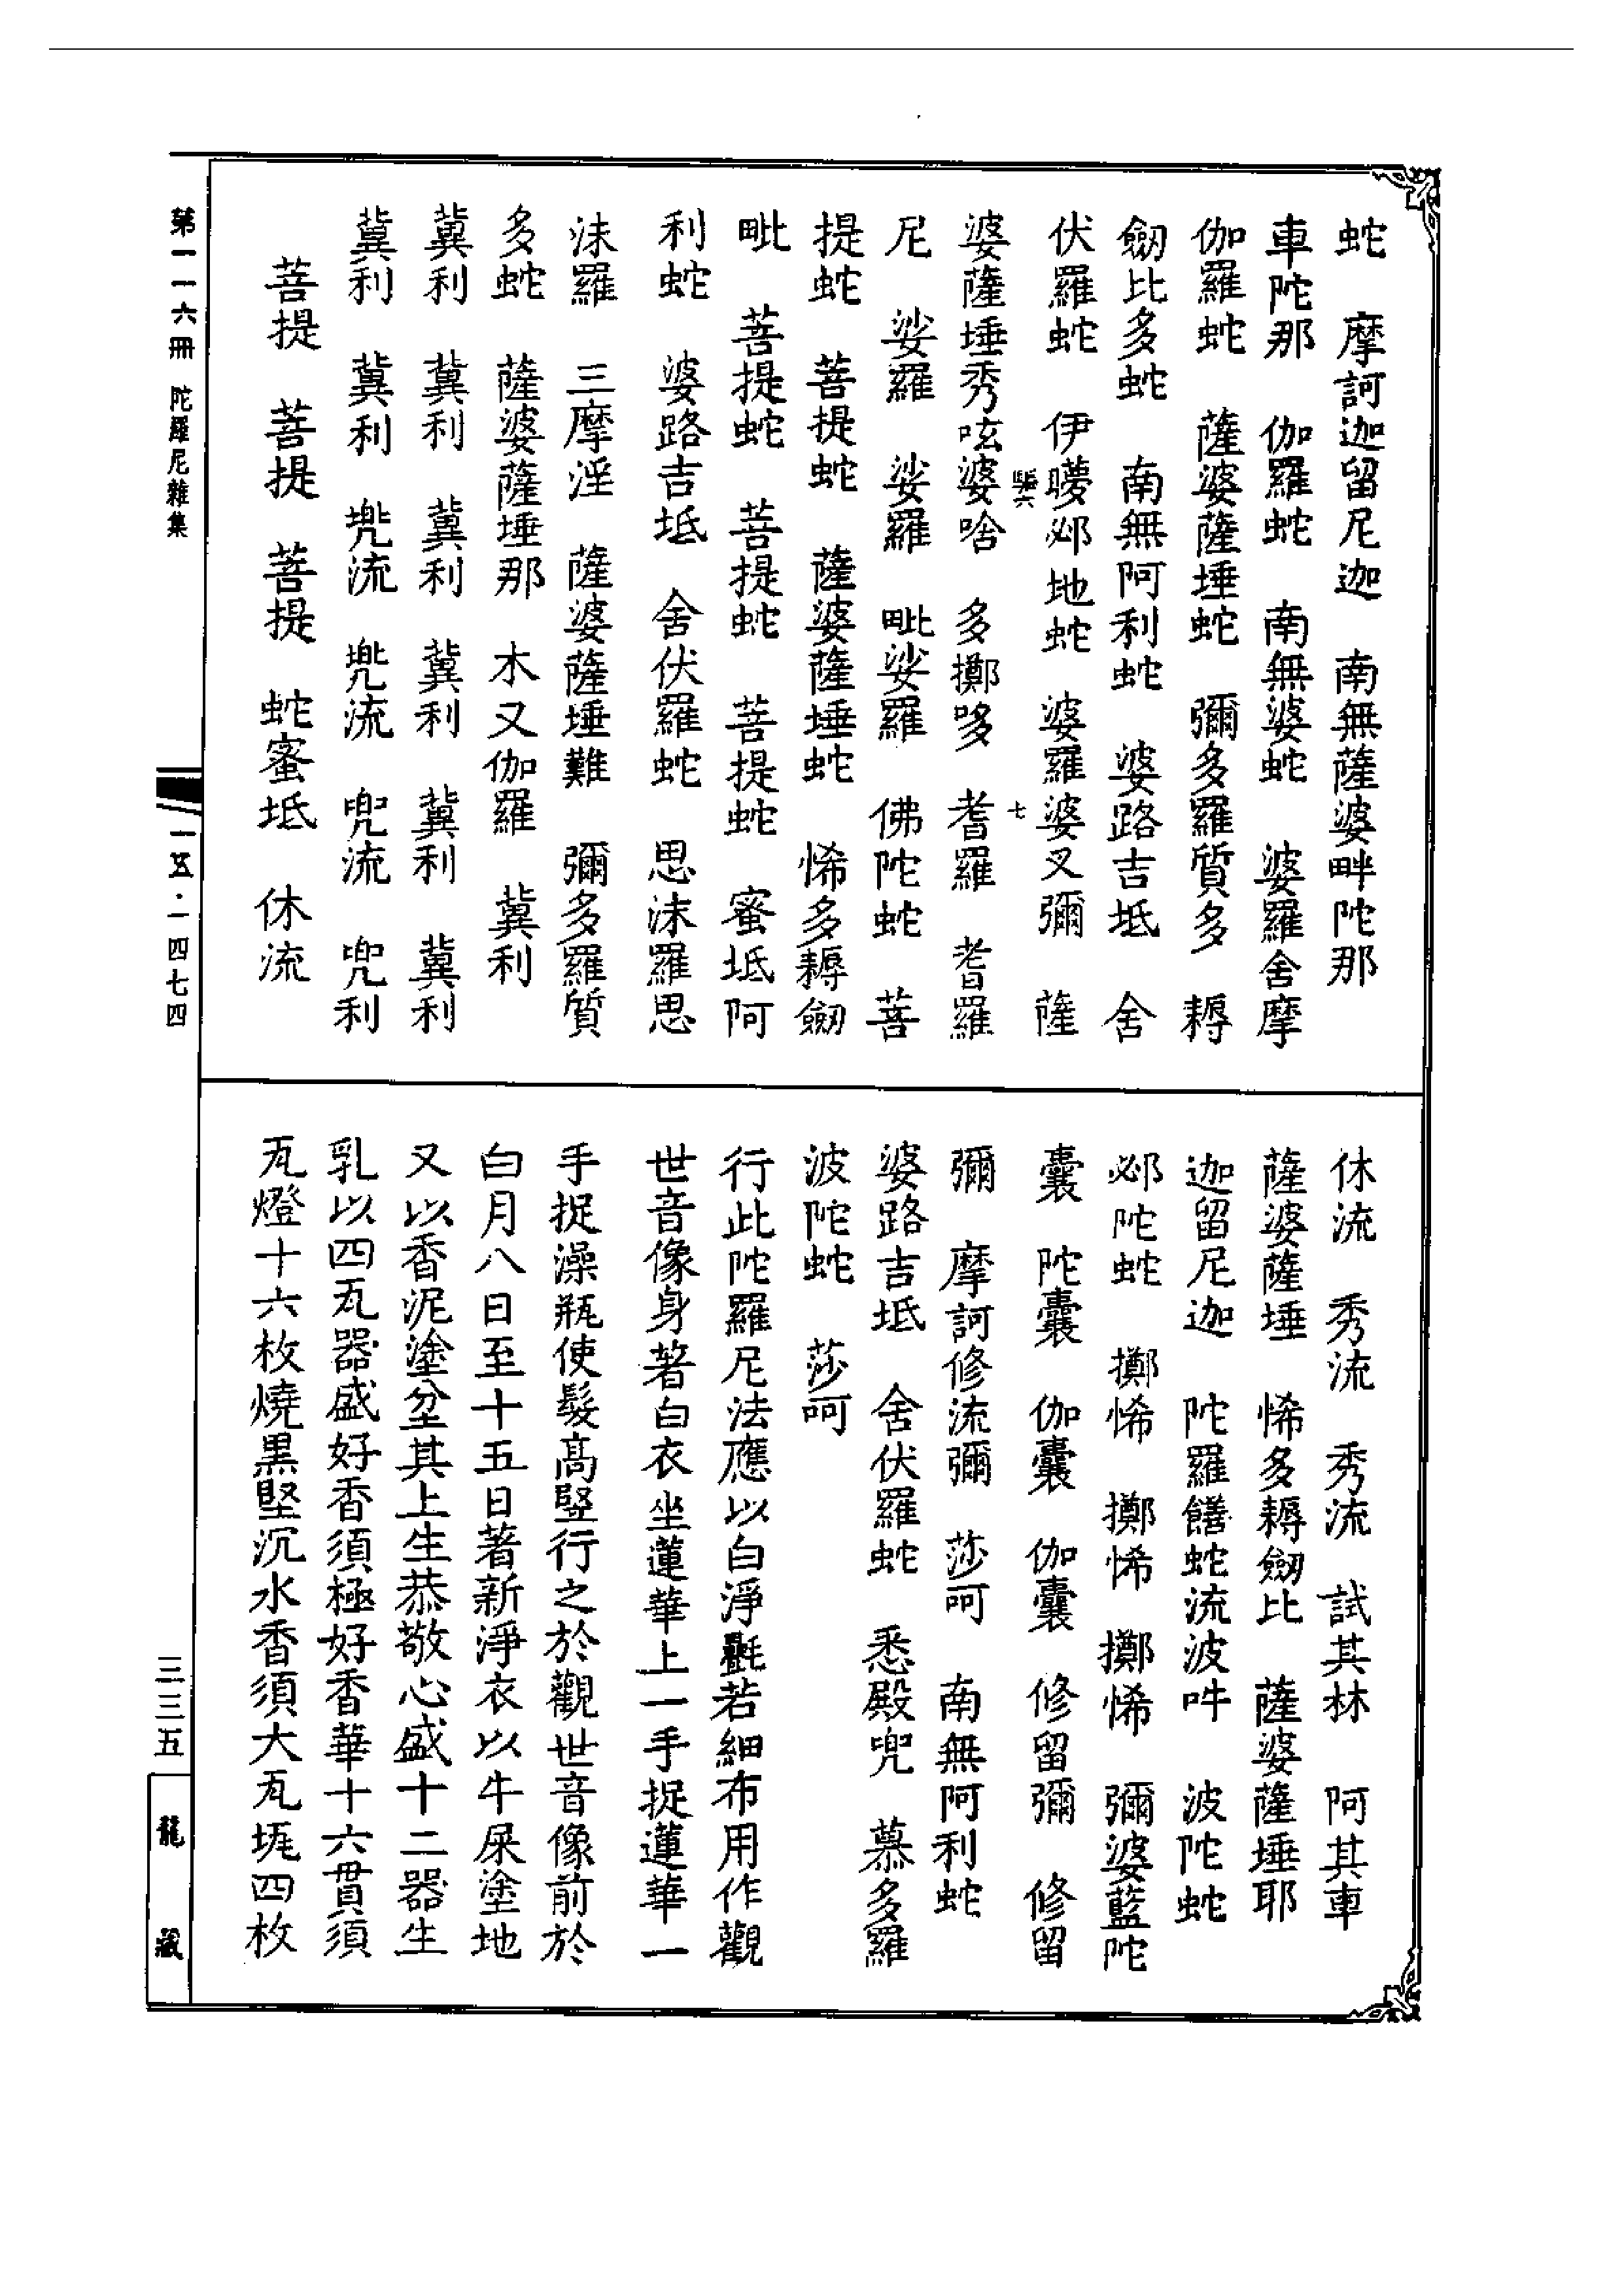 蛇　摩訶迦留尼迦　南無薩婆畔陀那
車陀那　伽羅蛇　南無婆蛇　婆羅舍摩
伽羅蛇　薩婆薩埵蛇　彌多羅質多　耨
劒比多蛇　南無阿利蛇　婆路吉坻　舍
伏羅蛇　伊曚邲地蛇　婆羅婆叉彌　薩
婆薩埵秀呟婆唅　多擲哆　耆羅　耆羅
尼　娑羅　娑羅　毗娑羅　佛陀蛇　菩
提蛇　菩提蛇　薩婆薩埵蛇　悕多耨劒
毗　菩提蛇　菩提蛇　菩提蛇　蜜坻阿
利蛇　婆路吉坻　舍伏羅蛇　思沫羅思
沫羅　三摩淫　薩婆薩埵難　彌多羅質
多蛇　薩婆薩埵那　木又伽羅　冀利
冀利　冀利　冀利　冀利　冀利　冀利
冀利　冀利　兜流　兜流　兜流　兜利
菩提　菩提　菩提　蛇蜜坻　休流
休流　秀流　秀流　試其林　阿其車
薩婆薩埵　悕多耨劒比　薩婆薩埵耶
迦留尼迦　陀羅饍蛇流波吽　波陀蛇
邲陀蛇　擲悕　擲悕　擲悕　彌婆藍陀
囊　陀囊　伽囊　伽囊　修留彌　修留
彌　摩訶修流彌　莎呵　南無阿利蛇
婆路吉坻　舍伏羅蛇　悉殿兜　慕多羅
波陀蛇　莎呵
行此陀羅尼法應以白淨氎若細布用作觀
世音像身著白衣坐蓮華上一手捉蓮華一
手捉澡瓶使髮高竪行之於觀世音像前於
白月八日至十五日著新淨衣以牛屎塗地
又以香泥塗坌其上生恭敬心盛十二器生
乳以四瓦器盛好香須極好香華十六貫須
瓦燈十六枚燒黑堅沉水香須大瓦㙇四枚
第一一六冊　陀羅尼雜集
一五·一四七四
三三五
龍藏
七